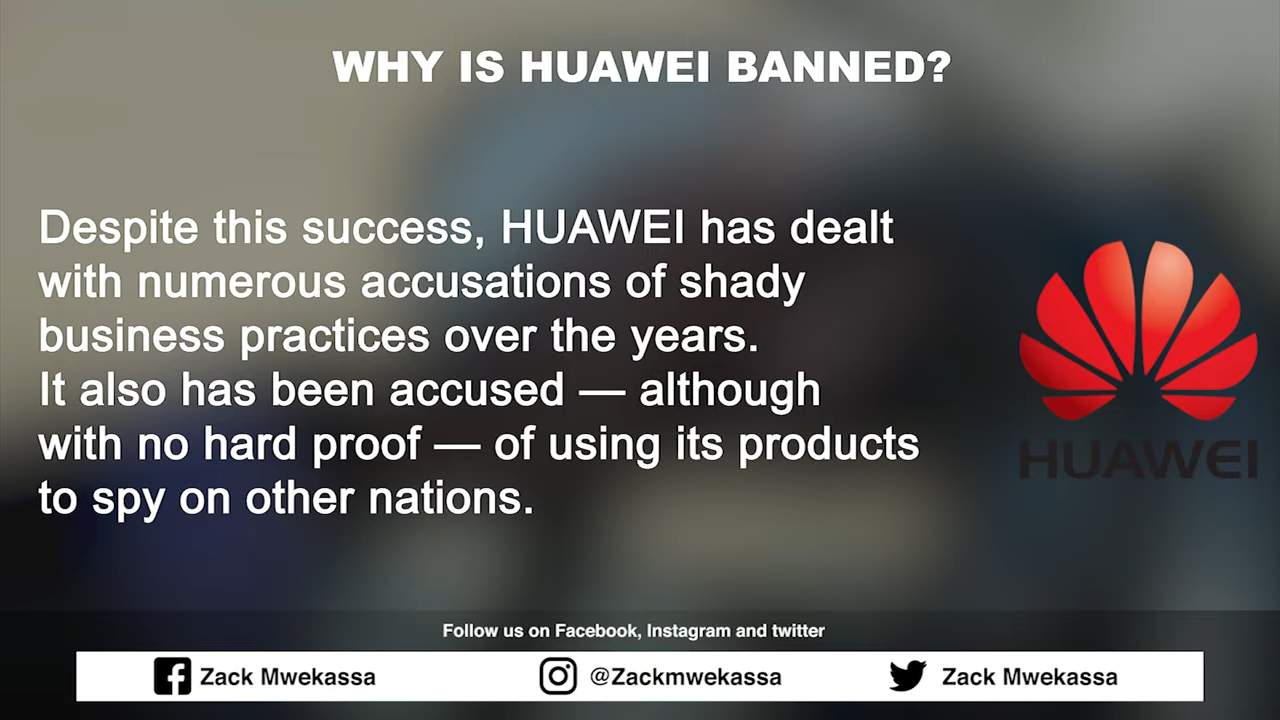 WHY IS HUAWEI BANNED?
Despite this success, HUAWEI has dealt
with numerous accusations of shady
business practices over the years.
It also has been accused — although
with no hard proof — of using its products
to spy on other nations.
HUAWEI
Follow us on Facebook, Instagram and twitter
Zack Mwekassa
@Zackmwekassa
Zack Mwekassa